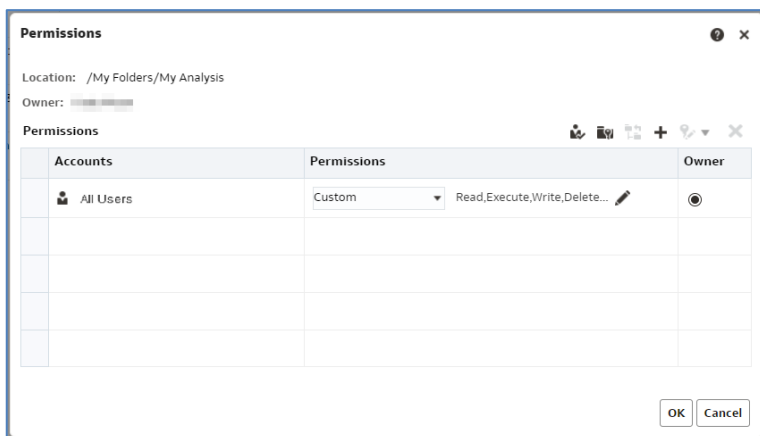 Permissions
Location: /My Folders/My Analysis
Owner:
Permissions
Accounts Permissions Owner
All Users Custom Read,Execute,Write,Delete...
OK Cancel